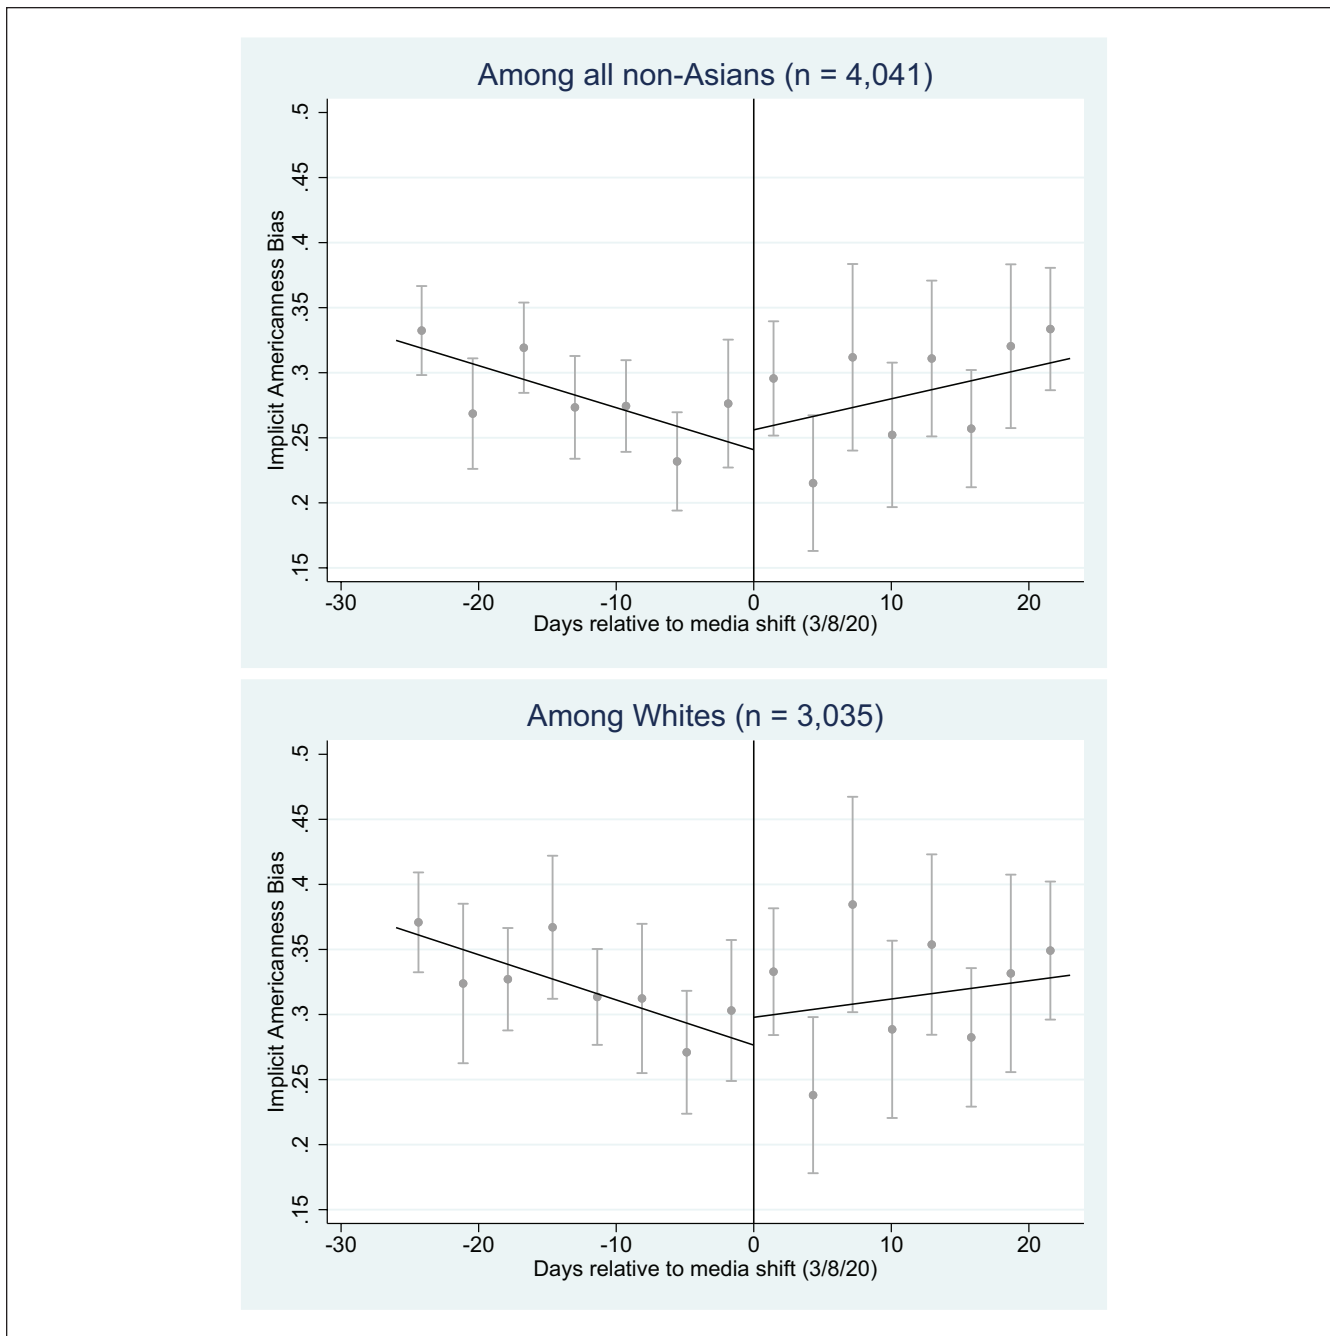 Among all non-Asians (n = 4,041)
Implicit Americanness Bias
.5
.45
.4
.35
.3
.25
.2
.15
-30 -20 -10 0 10 20
Days relative to media shift (3/8/20)
Among Whites (n = 3,035)
Implicit Americanness Bias
.5
.45
.4
.35
.3
.25
.2
.15
-30 -20 -10 0 10 20
Days relative to media shift (3/8/20)